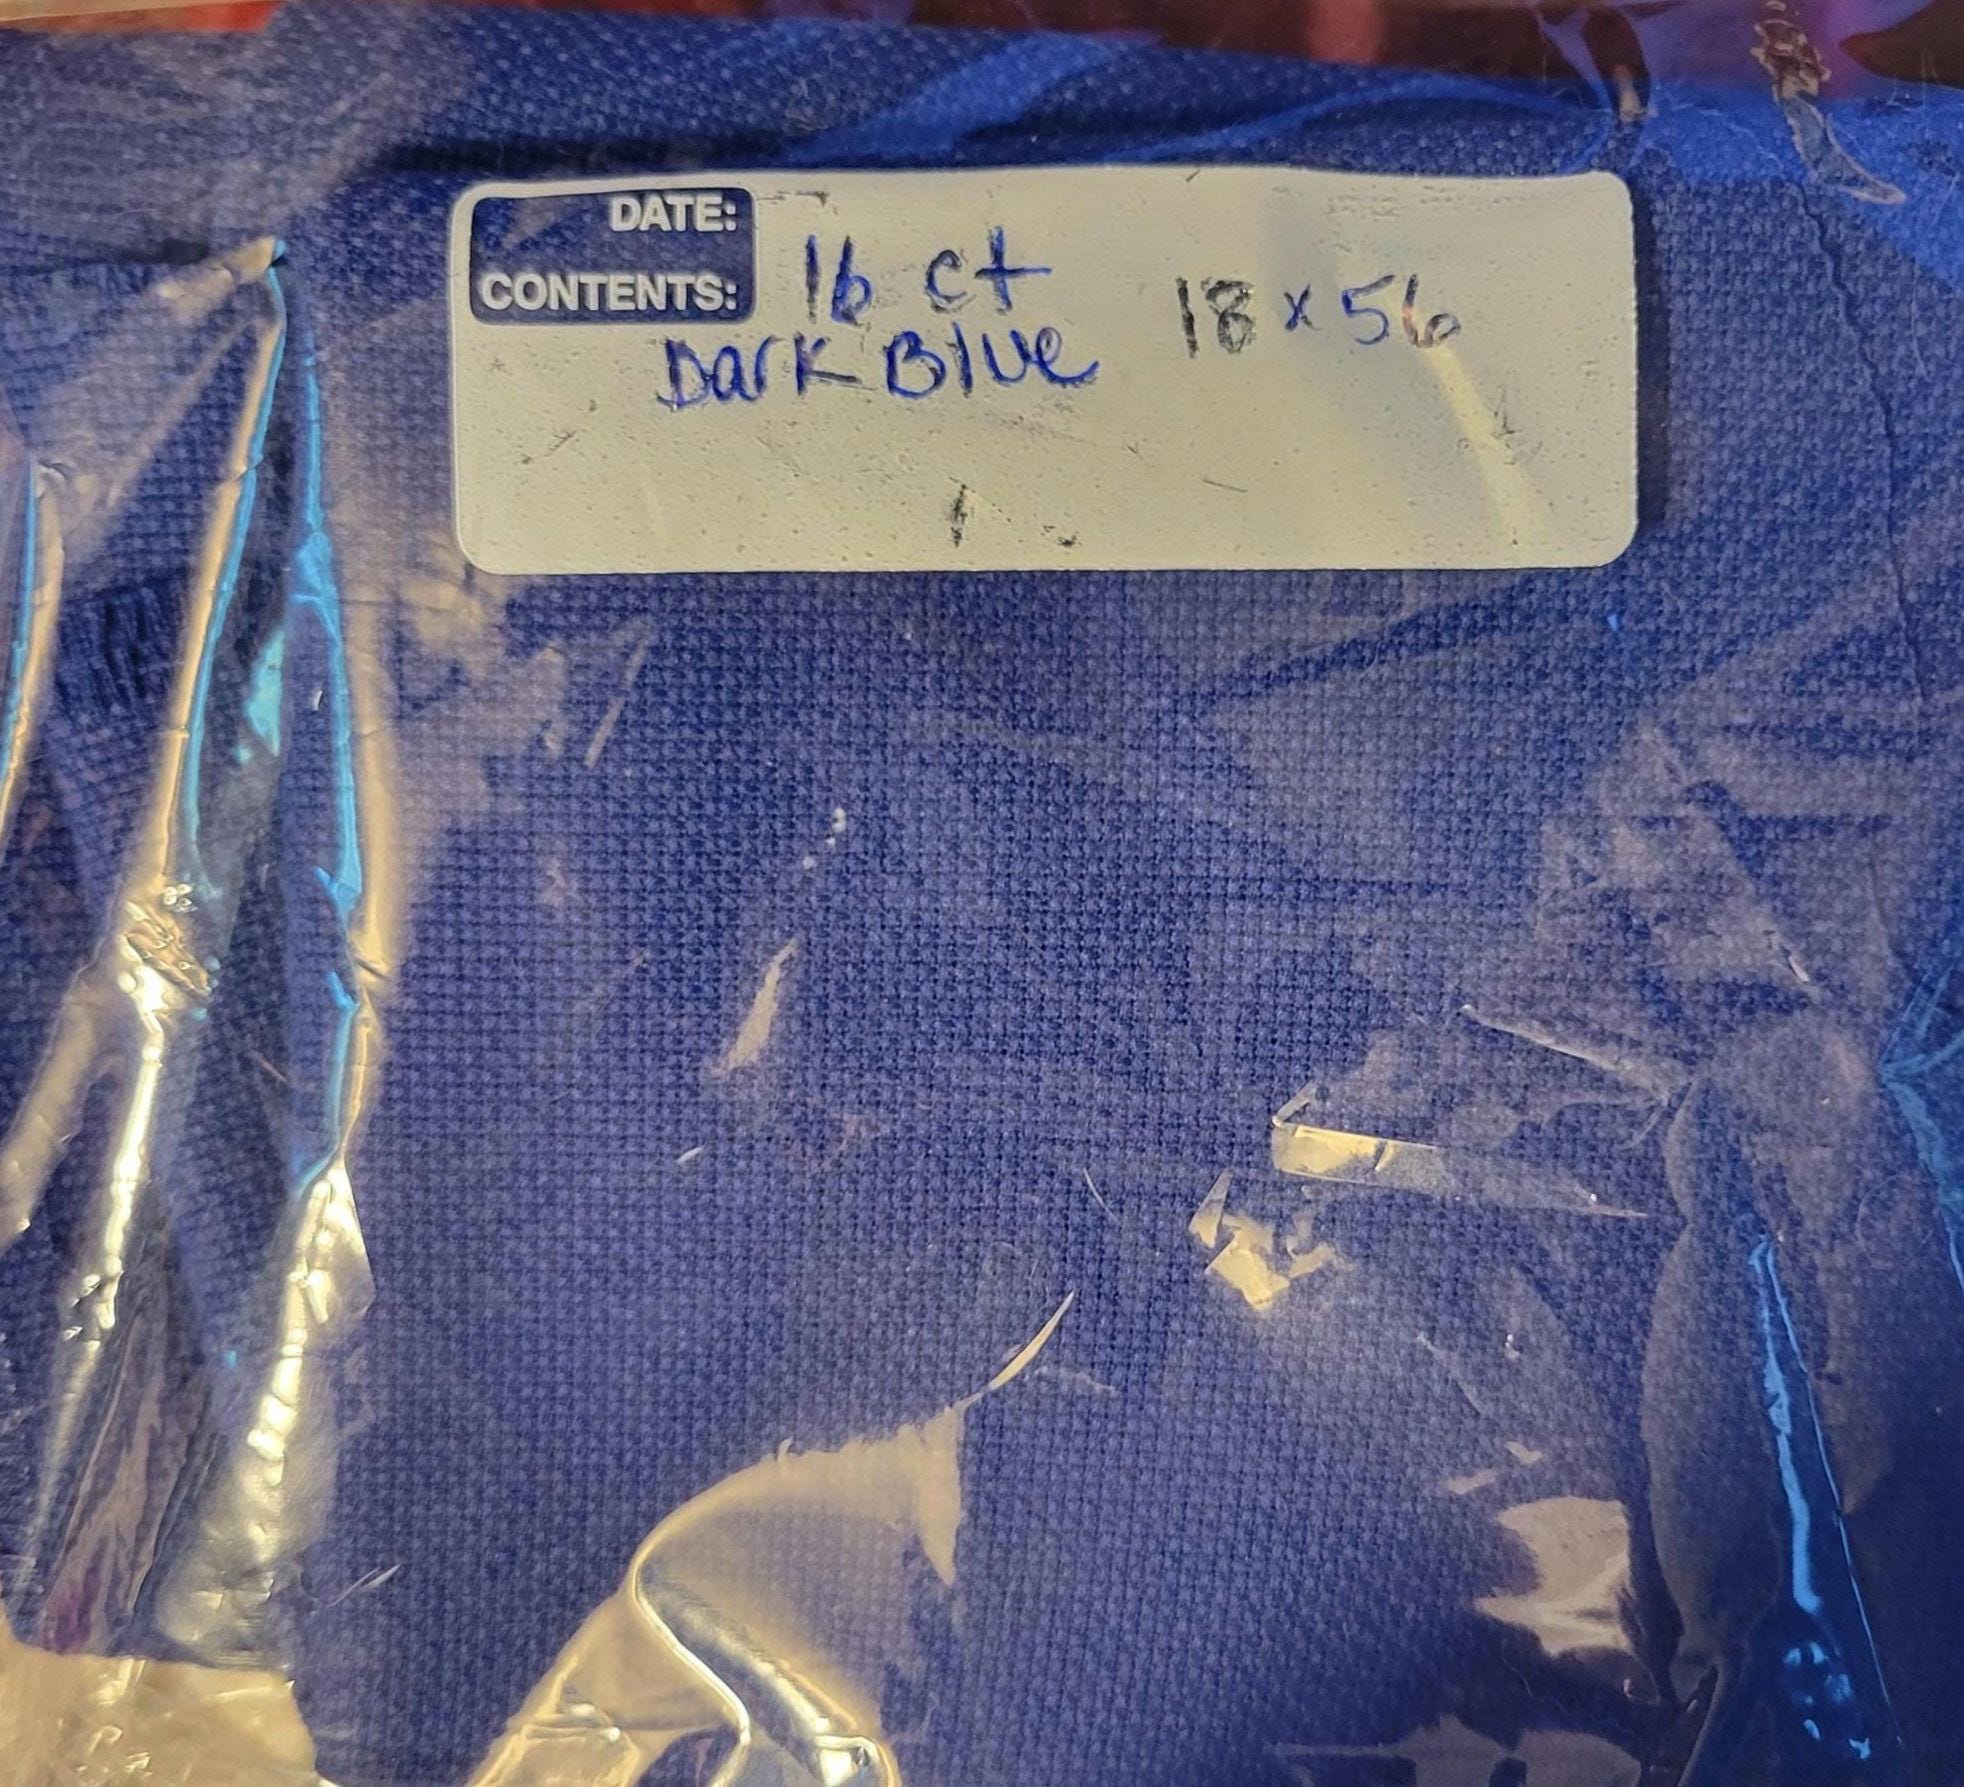 DATE:
CONTENTS:
16 ct
Dark Blue
18 x 56